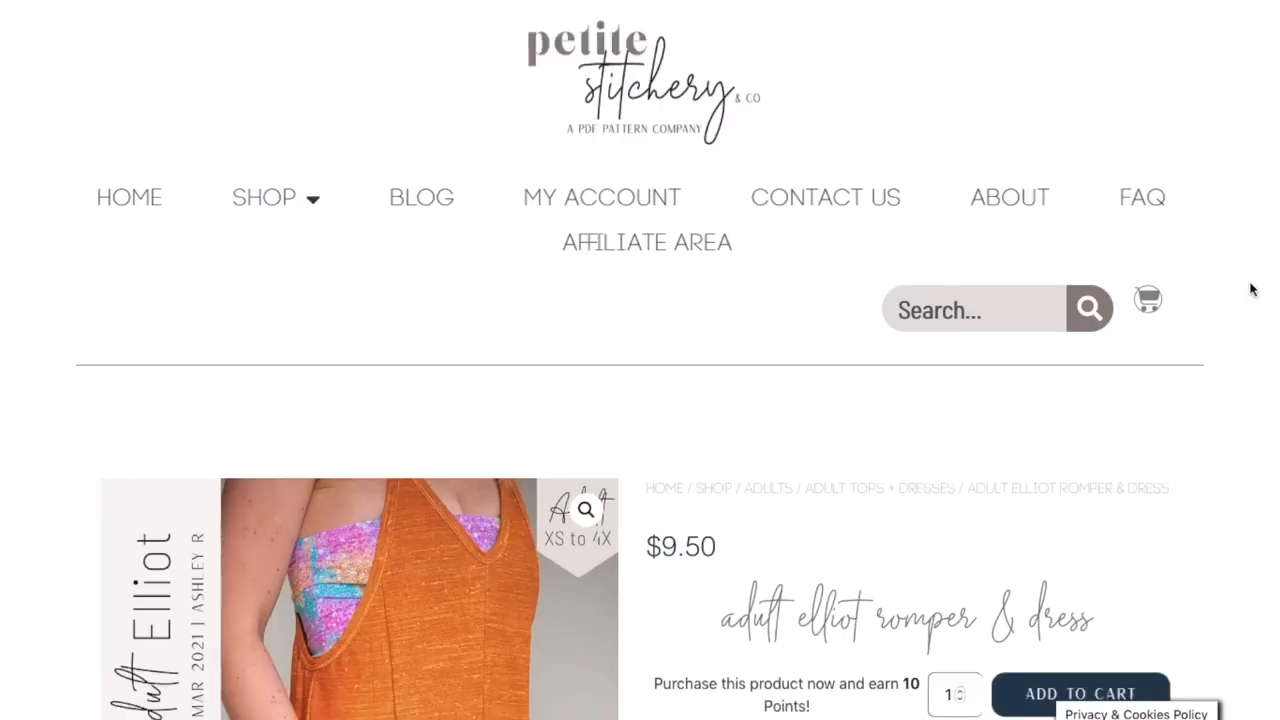 petite
stitchery & CO
A PDF PATTERN COMPANY
HOME SHOP BLOG MY ACCOUNT CONTACT US ABOUT FAQ
AFFILIATE AREA
Search...
HOME / SHOP / ADULTS / ADULT TOPS + DRESSES / ADULT ELLIOT ROMPER & DRESS
$9.50
adult elliot romper & dress
Purchase this product now and earn 10
Points!
1
ADD TO CART
Privacy & Cookies Policy
Elliot
MAR 2021 | ASHLEY R
XS to 4X